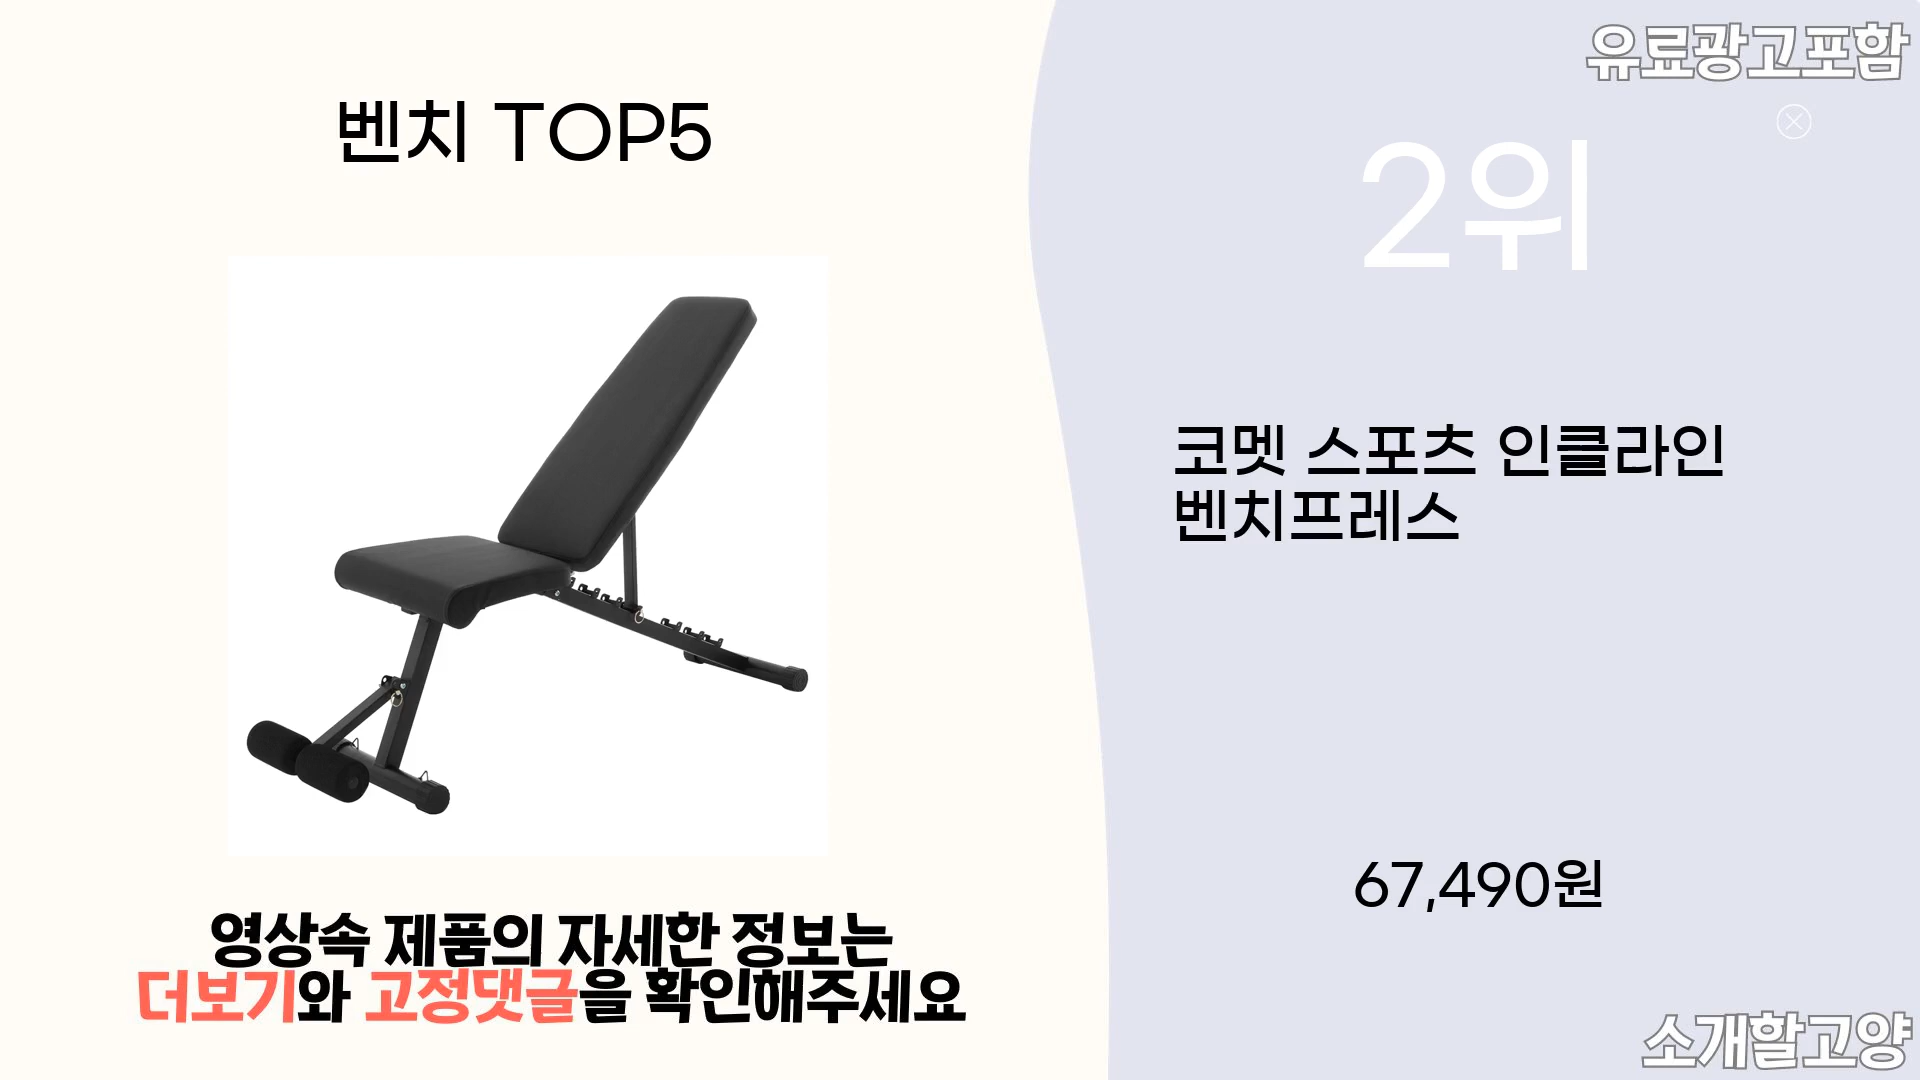 벤치 TOP5
유료광고포함
2위
코멧 스포츠 인클라인
벤치프레스
67,490원
영상속 제품의 자세한 정보는
더보기와 고정댓글을 확인해주세요
소개할고양